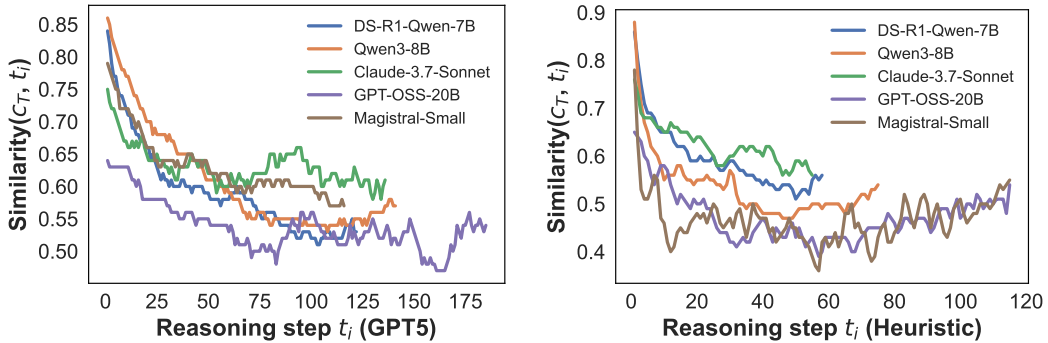 Similarity(c_T, t_i)
0.85
0.80
0.75
0.70
0.65
0.60
0.55
0.50
0
25
50
75
100
125
150
175
Reasoning step t_i (GPT5)
DS-R1-Qwen-7B
Qwen3-8B
Claude-3.7-Sonnet
GPT-OSS-20B
Magistral-Small
Similarity(c_T, t_i)
0.9
0.8
0.7
0.6
0.5
0.4
0
20
40
60
80
100
120
Reasoning step t_i (Heuristic)
DS-R1-Qwen-7B
Qwen3-8B
Claude-3.7-Sonnet
GPT-OSS-20B
Magistral-Small